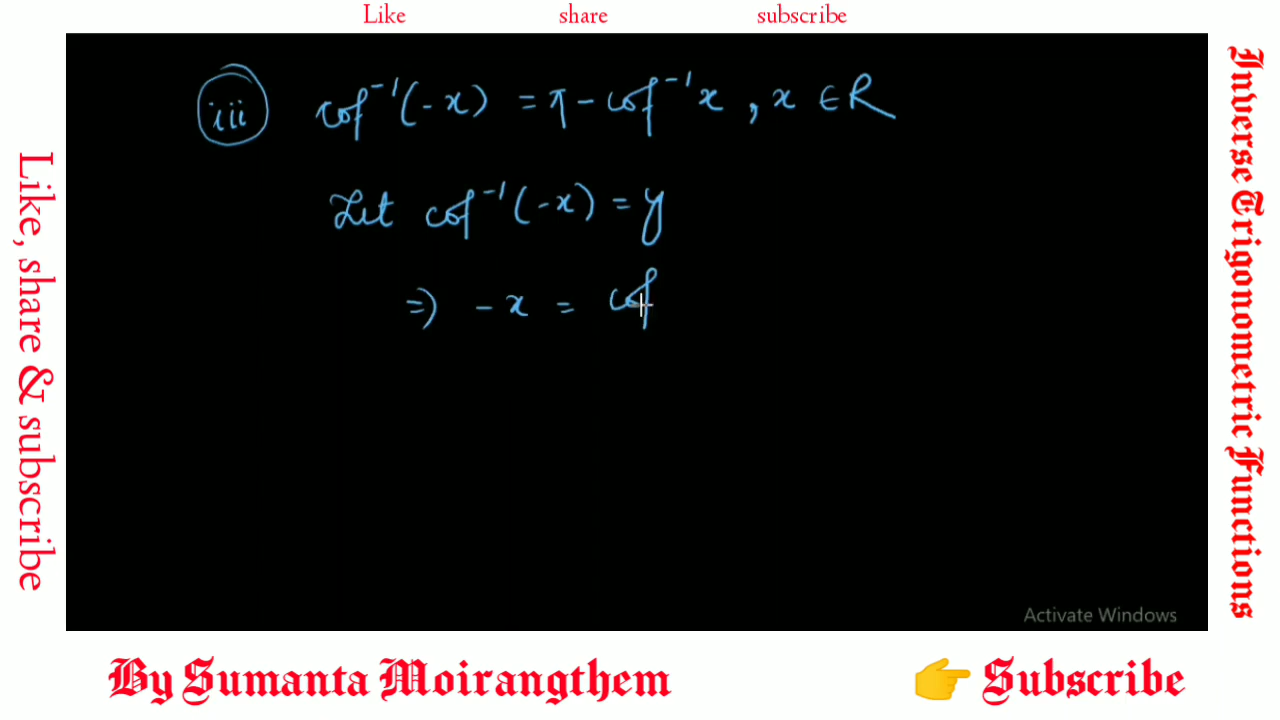 Like share subscribe
iii cot⁻¹(-x) = π - cot⁻¹x , x ∈ R
Let cot⁻¹(-x) = y
=) -x = cot
Activate Windows
Like, share & subscribe
Inverse Trigonometric Functions
By Sumanta Moirangthem
👉 Subscribe